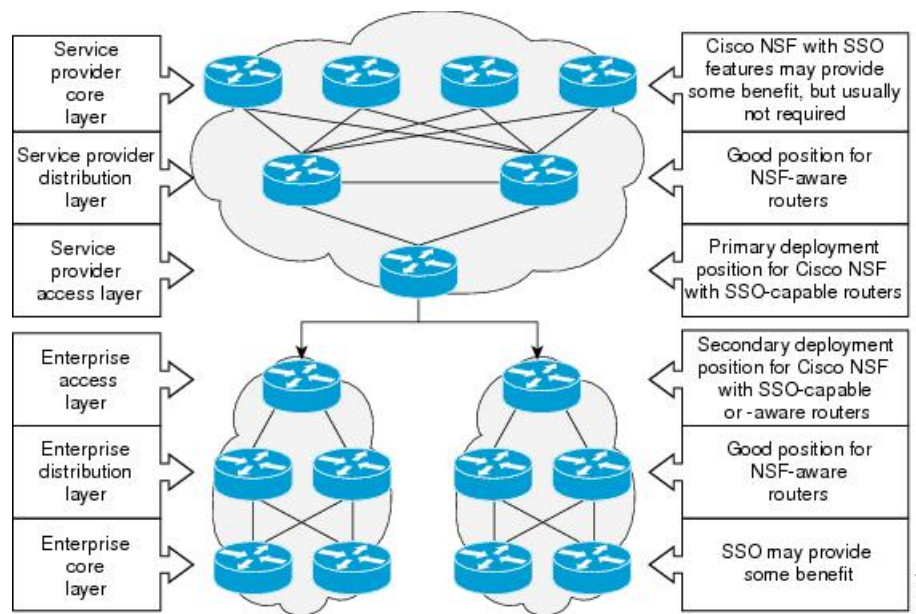 Service
provider
core
layer
Cisco NSF with SSO
features may provide
some benefit, but usually
not required
Service provider
distribution
layer
Good position for
NSF-aware
routers
Service
provider
access layer
Primary deployment
position for Cisco NSF
with SSO-capable routers
Enterprise
access
layer
Secondary deployment
position for Cisco NSF
with SSO-capable
or -aware routers
Enterprise
distribution
layer
Good position for
NSF-aware
routers
Enterprise
core
layer
SSO may provide
some benefit